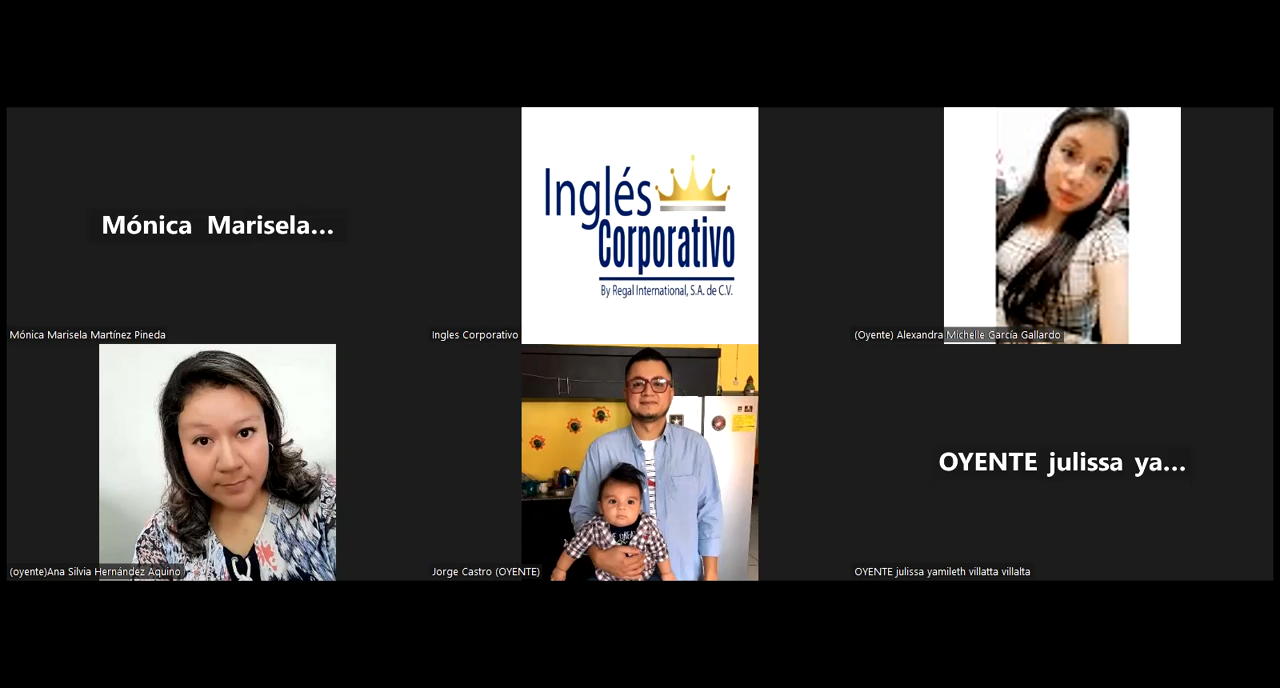 Mónica Marisela...
Mónica Marisela Martínez Pineda
Inglés
Corporativo
By Regal International, S.A. de C.V.
Ingles Corporativo
(Oyente) Alexandra Michelle García Gallardo
(oyente)Ana Silvia Hernández Aquino
Jorge Castro (OYENTE)
OYENTE julissa ya...
OYENTE julissa yamileth villatta villalta